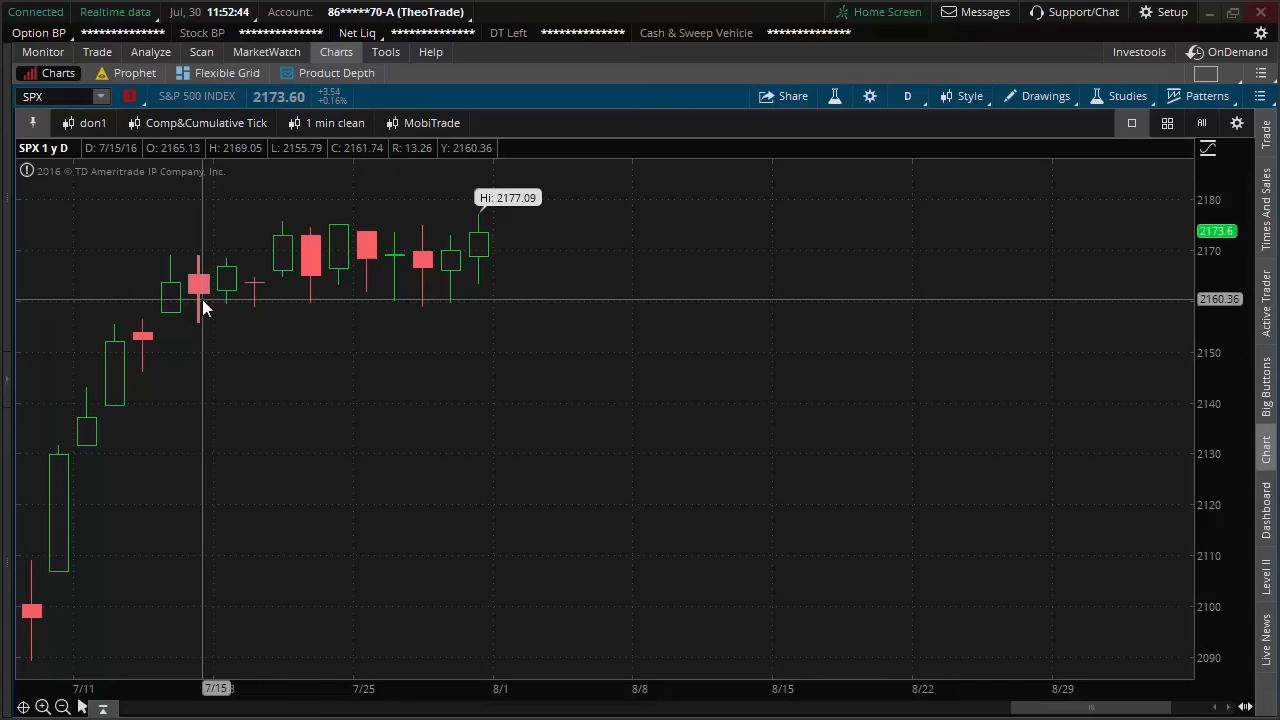 Connected Realtime data Jul, 30 11:52:44 Account: 86*****70-A (TheoTrade) Home Screen Messages Support/Chat Setup
Option BP ************** Stock BP ************** Net Liq ************** DT Left ************** Cash & Sweep Vehicle **************
Monitor Trade Analyze Scan MarketWatch Charts Tools Help Investools OnDemand
Charts Prophet Flexible Grid Product Depth
SPX 1 S&P 500 INDEX 2173.60 +3.54 +0.16% Share D Style Drawings Studies Patterns
don1 Comp&Cumulative Tick 1 min clean MobiTrade All
SPX 1 y D D: 7/15/16 O: 2165.13 H: 2169.05 L: 2155.79 C: 2161.74 R: 13.26 Y: 2160.36
2016 © TD Ameritrade IP Company, Inc.
Hi: 2177.09
2180
2173.6
2170
2160.36
2150
2140
2130
2120
2110
2100
2090
7/11 7/15 7/25 8/1 8/8 8/15 8/22 8/29
Trade
Times And Sales
Active Trader
Big Buttons
Chart
Dashboard
Level II
Live News